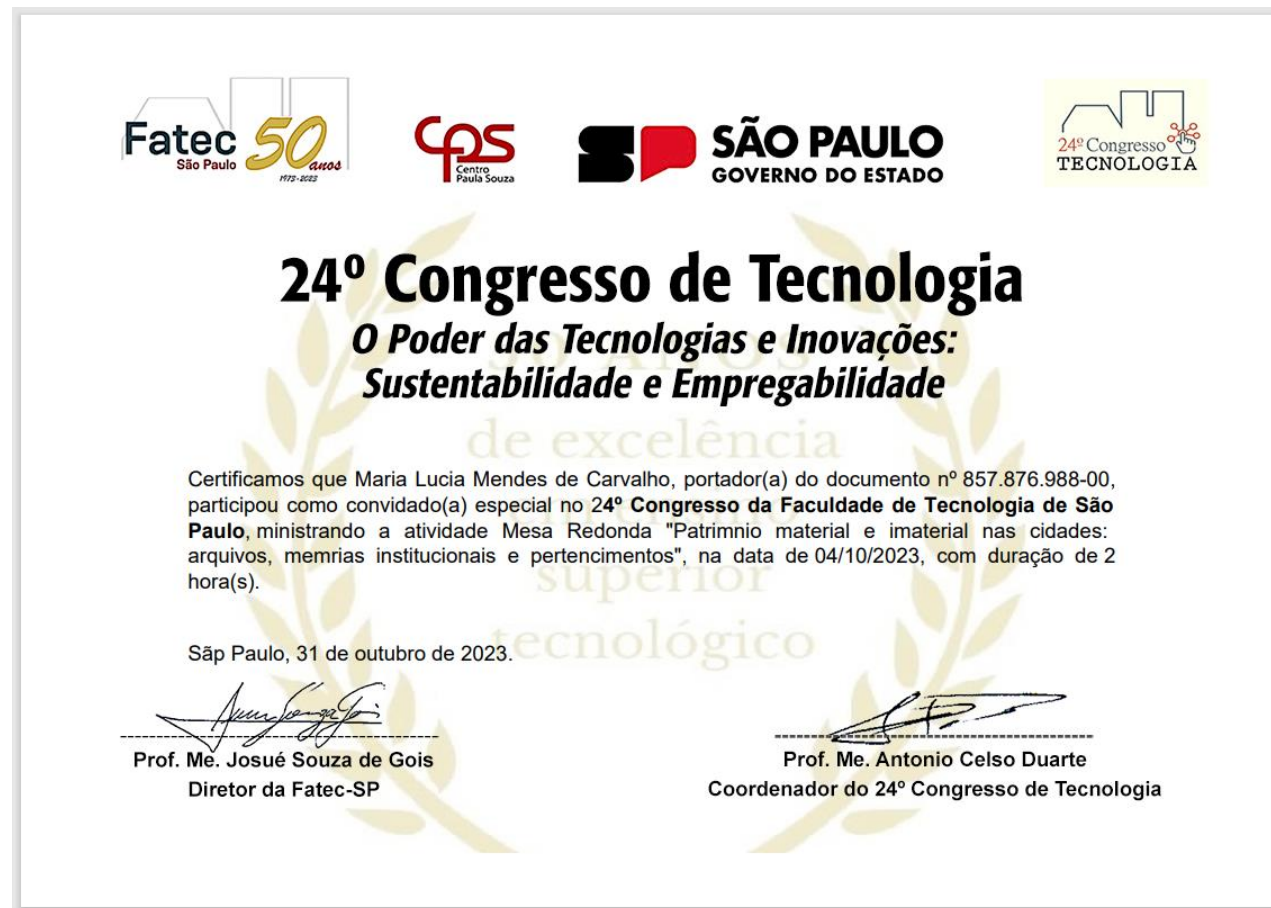 Fatec 50 anos
São Paulo
1973-2023
CPS
Centro
Paula Souza
SP
SÃO PAULO
GOVERNO DO ESTADO
24º Congresso
TECNOLOGIA
24º Congresso de Tecnologia
O Poder das Tecnologias e Inovações:
Sustentabilidade e Empregabilidade
50 ANOS
de excelência
em ensino
superior
tecnológico
Certificamos que Maria Lucia Mendes de Carvalho, portador(a) do documento nº 857.876.988-00,
participou como convidado(a) especial no 24º Congresso da Faculdade de Tecnologia de São
Paulo, ministrando a atividade Mesa Redonda "Patrimnio material e imaterial nas cidades:
arquivos, memrias institucionais e pertencimentos", na data de 04/10/2023, com duração de 2
hora(s).
Sãp Paulo, 31 de outubro de 2023.
Prof. Me. Josué Souza de Gois
Diretor da Fatec-SP
Prof. Me. Antonio Celso Duarte
Coordenador do 24º Congresso de Tecnologia